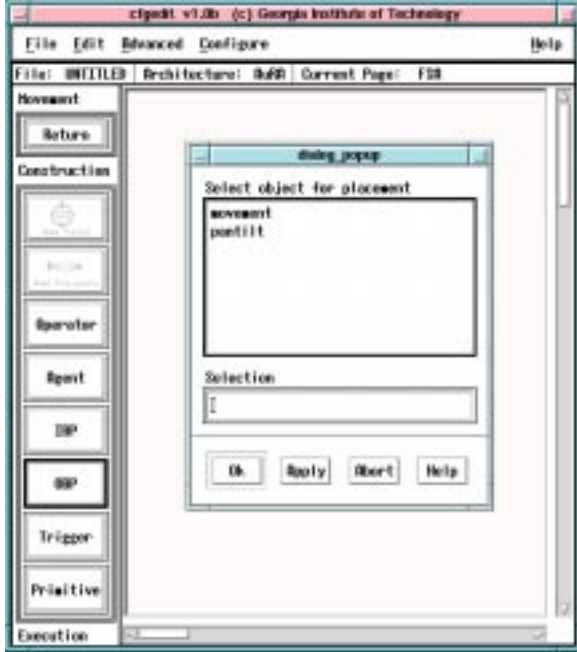 cfgedit v1.0b (c) Georgia Institute of Technology
File Edit Advanced Configure Help
File: UNTITLED Architecture: AuRA Current Page: FSA
Movement
Return
Construction
Operator
Agent
IBP
OBP
Trigger
Primitive
Execution
dialog_popup
Select object for placement
movement
pantilt
Selection
Ok Apply Abort Help